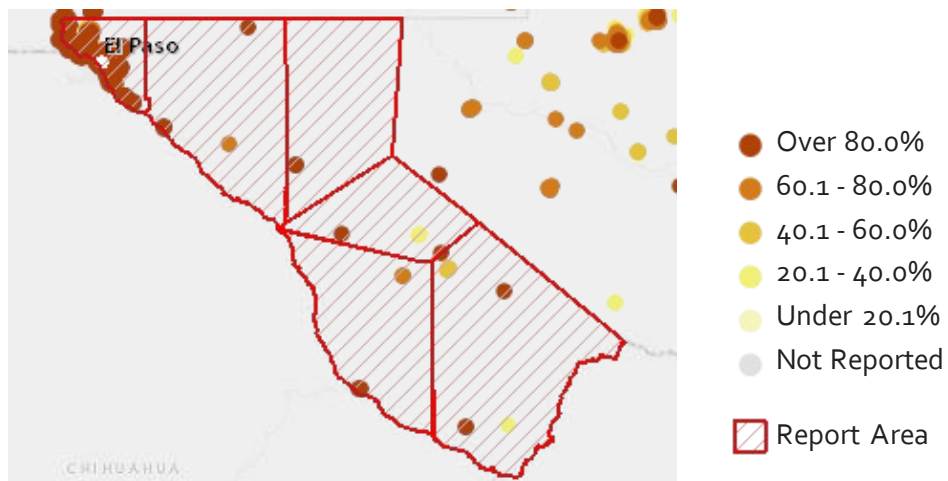 El Paso
CHIHUAHUA
Over 80.0%
60.1 - 80.0%
40.1 - 60.0%
20.1 - 40.0%
Under 20.1%
Not Reported
Report Area